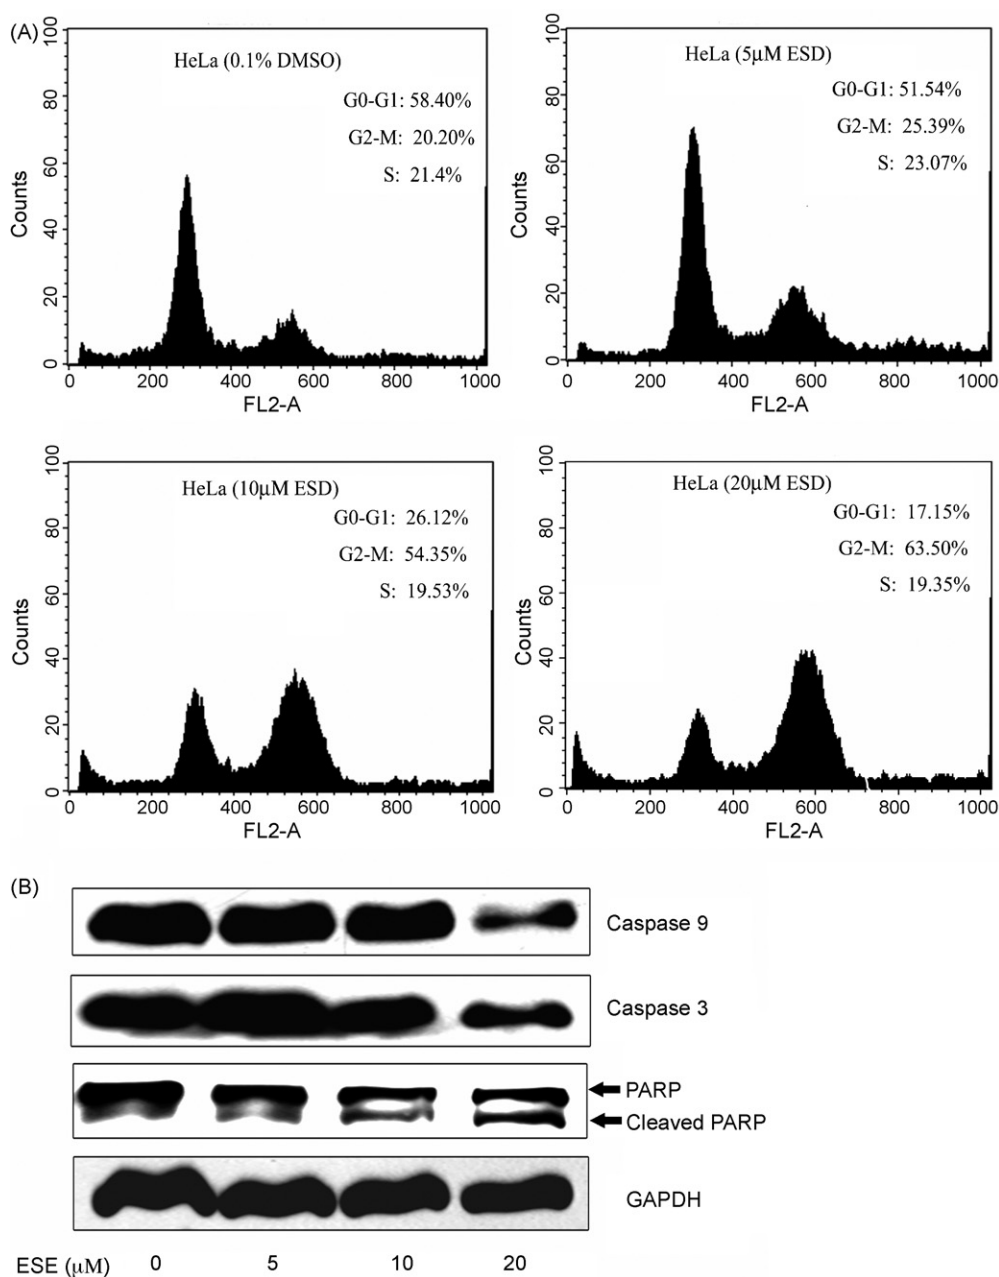 (A)
HeLa (0.1% DMSO)
G0-G1: 58.40%
G2-M: 20.20%
S: 21.4%
Counts
0
20
40
60
80
100
0 200 400 600 800 1000
FL2-A
HeLa (5μM ESD)
G0-G1: 51.54%
G2-M: 25.39%
S: 23.07%
Counts
0
20
40
60
80
100
0 200 400 600 800 1000
FL2-A
HeLa (10μM ESD)
G0-G1: 26.12%
G2-M: 54.35%
S: 19.53%
Counts
0
20
40
60
80
100
0 200 400 600 800 1000
FL2-A
HeLa (20μM ESD)
G0-G1: 17.15%
G2-M: 63.50%
S: 19.35%
Counts
0
20
40
60
80
100
0 200 400 600 800 1000
FL2-A
(B)
Caspase 9
Caspase 3
PARP
Cleaved PARP
GAPDH
ESE (μM) 0 5 10 20